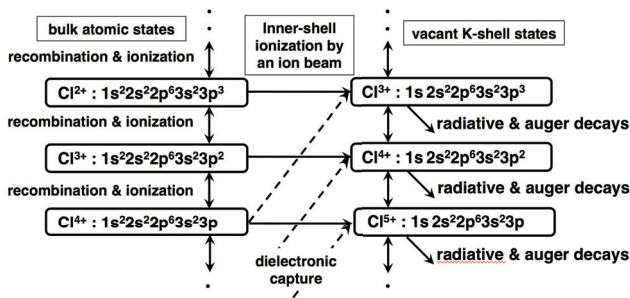 bulk atomic states
Inner-shell
ionization by
an ion beam
vacant K-shell states
recombination & ionization
Cl²⁺ : 1s²2s²2p⁶3s²3p³
Cl³⁺ : 1s 2s²2p⁶3s²3p³
recombination & ionization
radiative & auger decays
Cl³⁺ : 1s²2s²2p⁶3s²3p²
Cl⁴⁺ : 1s 2s²2p⁶3s²3p²
recombination & ionization
radiative & auger decays
Cl⁴⁺ : 1s²2s²2p⁶3s²3p
Cl⁵⁺ : 1s 2s²2p⁶3s²3p
dielectronic
capture
radiative & auger decays